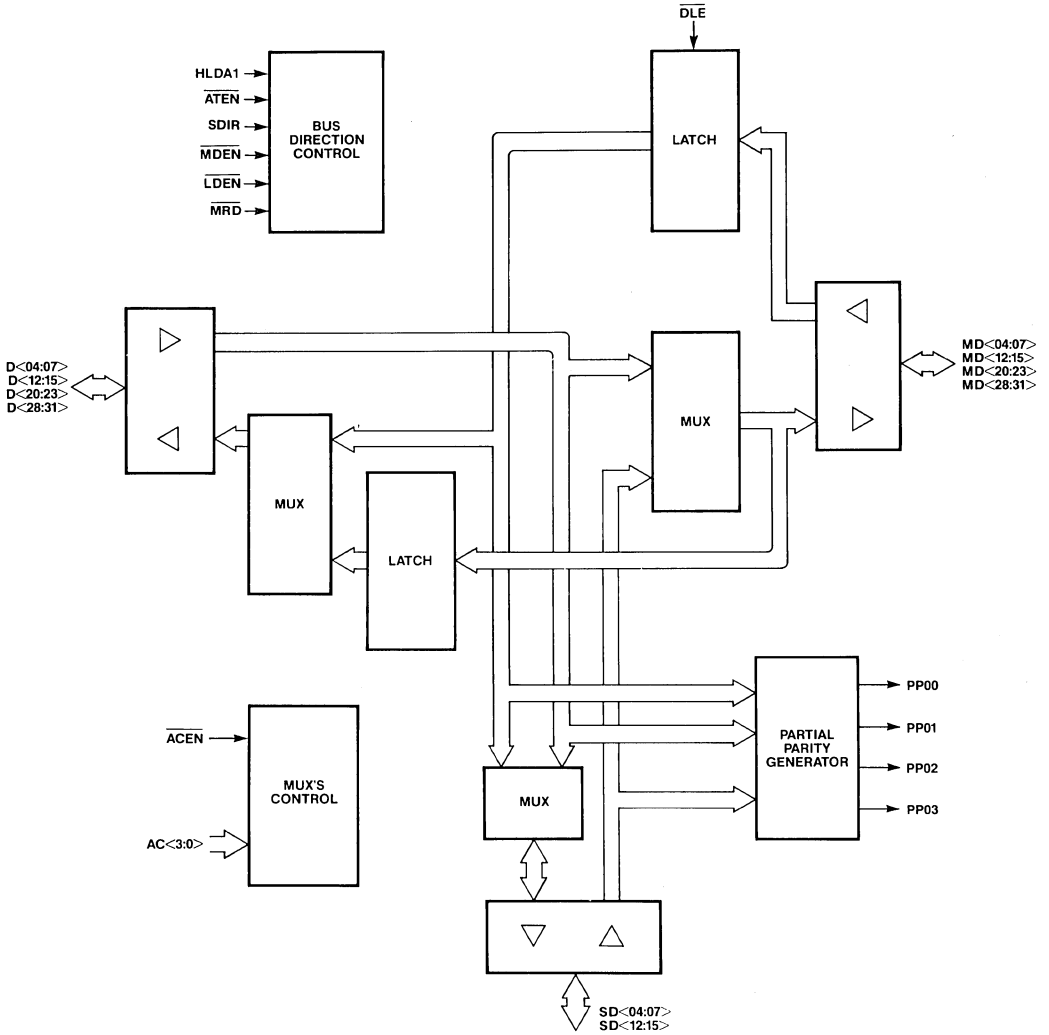 DLE
HLDA1
ATEN
SDIR
MDEN
LDEN
MRD
BUS
DIRECTION
CONTROL
LATCH
D<04:07>
D<12:15>
D<20:23>
D<28:31>
MD<04:07>
MD<12:15>
MD<20:23>
MD<28:31>
MUX
MUX
LATCH
ACEN
AC<3:0>
MUX'S
CONTROL
MUX
PARTIAL
PARITY
GENERATOR
PP00
PP01
PP02
PP03
SD<04:07>
SD<12:15>